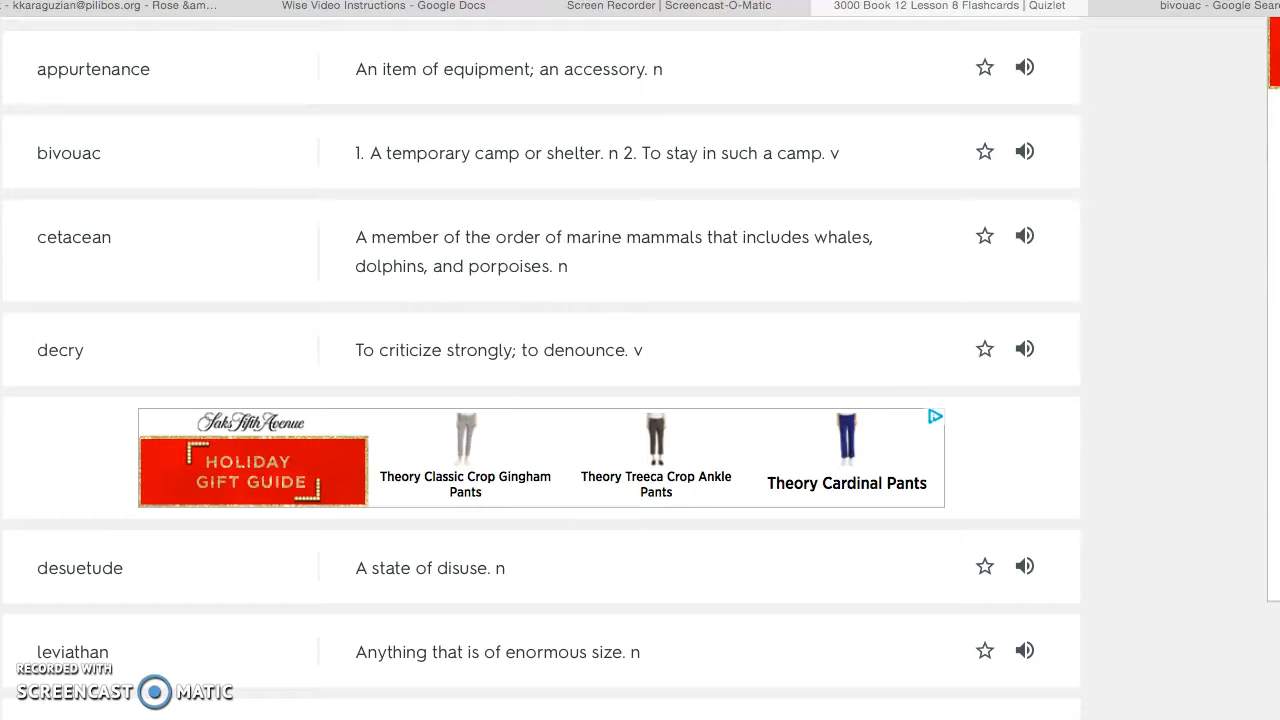 - kkaraguzian@pilibos.org - Rose &am...
Wise Video Instructions - Google Docs
Screen Recorder | Screencast-O-Matic
3000 Book 12 Lesson 8 Flashcards | Quizlet
bivouac - Google Sear
appurtenance
An item of equipment; an accessory. n
bivouac
1. A temporary camp or shelter. n 2. To stay in such a camp. v
cetacean
A member of the order of marine mammals that includes whales,
dolphins, and porpoises. n
decry
To criticize strongly; to denounce. v
Saks Fifth Avenue
HOLIDAY
GIFT GUIDE
Theory Classic Crop Gingham
Pants
Theory Treeca Crop Ankle
Pants
Theory Cardinal Pants
desuetude
A state of disuse. n
leviathan
Anything that is of enormous size. n
RECORDED WITH
SCREENCAST MATIC